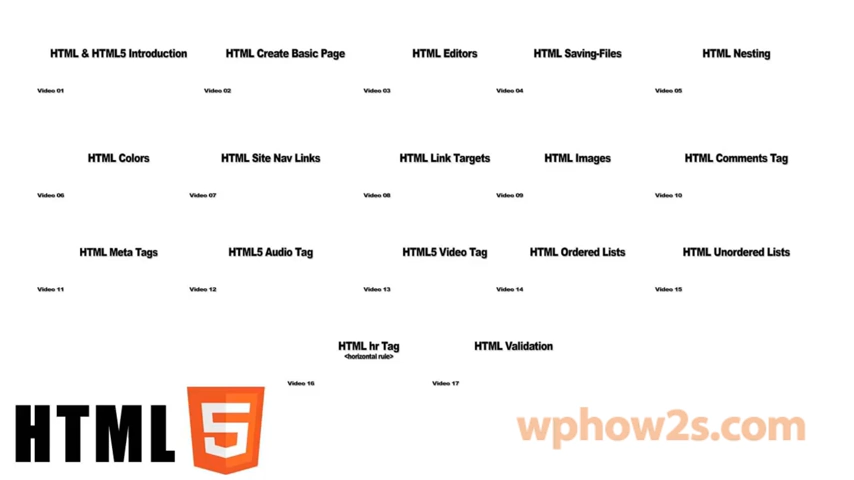 HTML & HTML5 Introduction
HTML Create Basic Page
HTML Editors
HTML Saving-Files
HTML Nesting
Video 01
Video 02
Video 03
Video 04
Video 05
HTML Colors
HTML Site Nav Links
HTML Link Targets
HTML Images
HTML Comments Tag
Video 06
Video 07
Video 08
Video 09
Video 10
HTML Meta Tags
HTML5 Audio Tag
HTML5 Video Tag
HTML Ordered Lists
HTML Unordered Lists
Video 11
Video 12
Video 13
Video 14
Video 15
HTML hr Tag
<horizontal rule>
HTML Validation
Video 16
Video 17
HTML 5
wphow2s.com